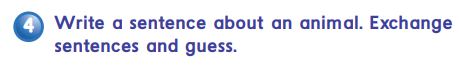 4 Write a sentence about an animal. Exchange
sentences and guess.